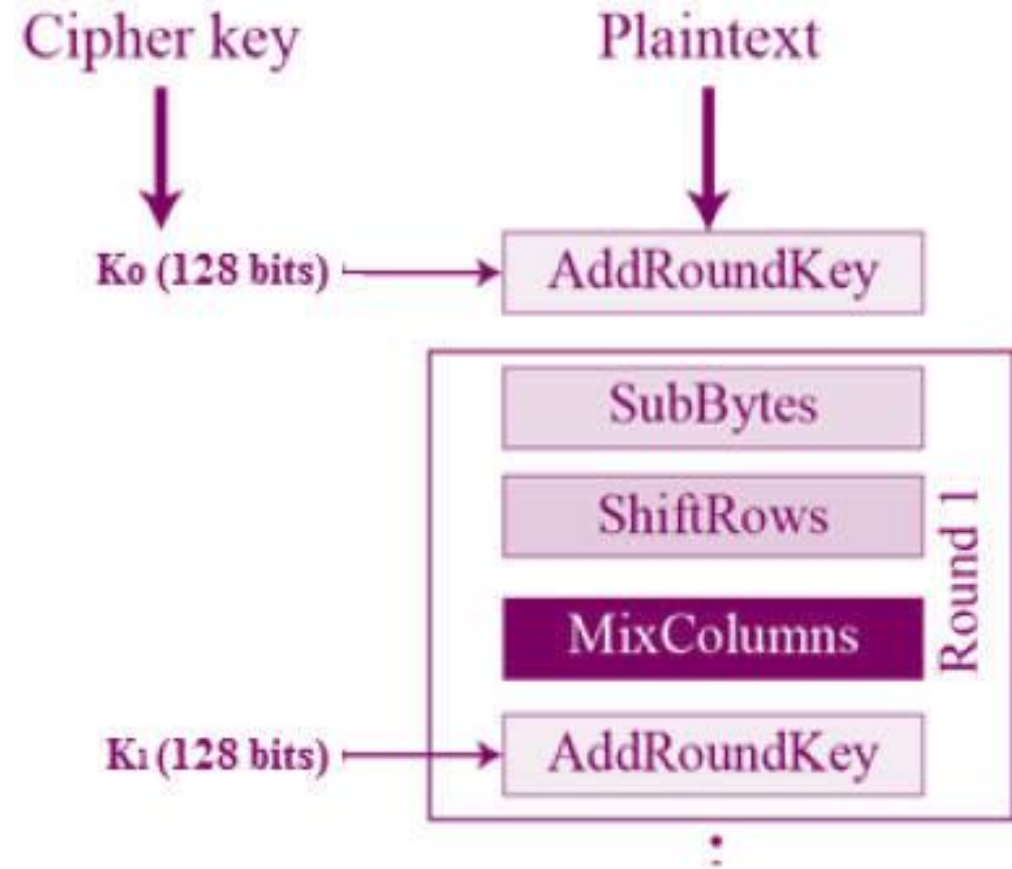 Cipher key
Plaintext
K0 (128 bits)
AddRoundKey
SubBytes
ShiftRows
MixColumns
Round 1
K1 (128 bits)
AddRoundKey